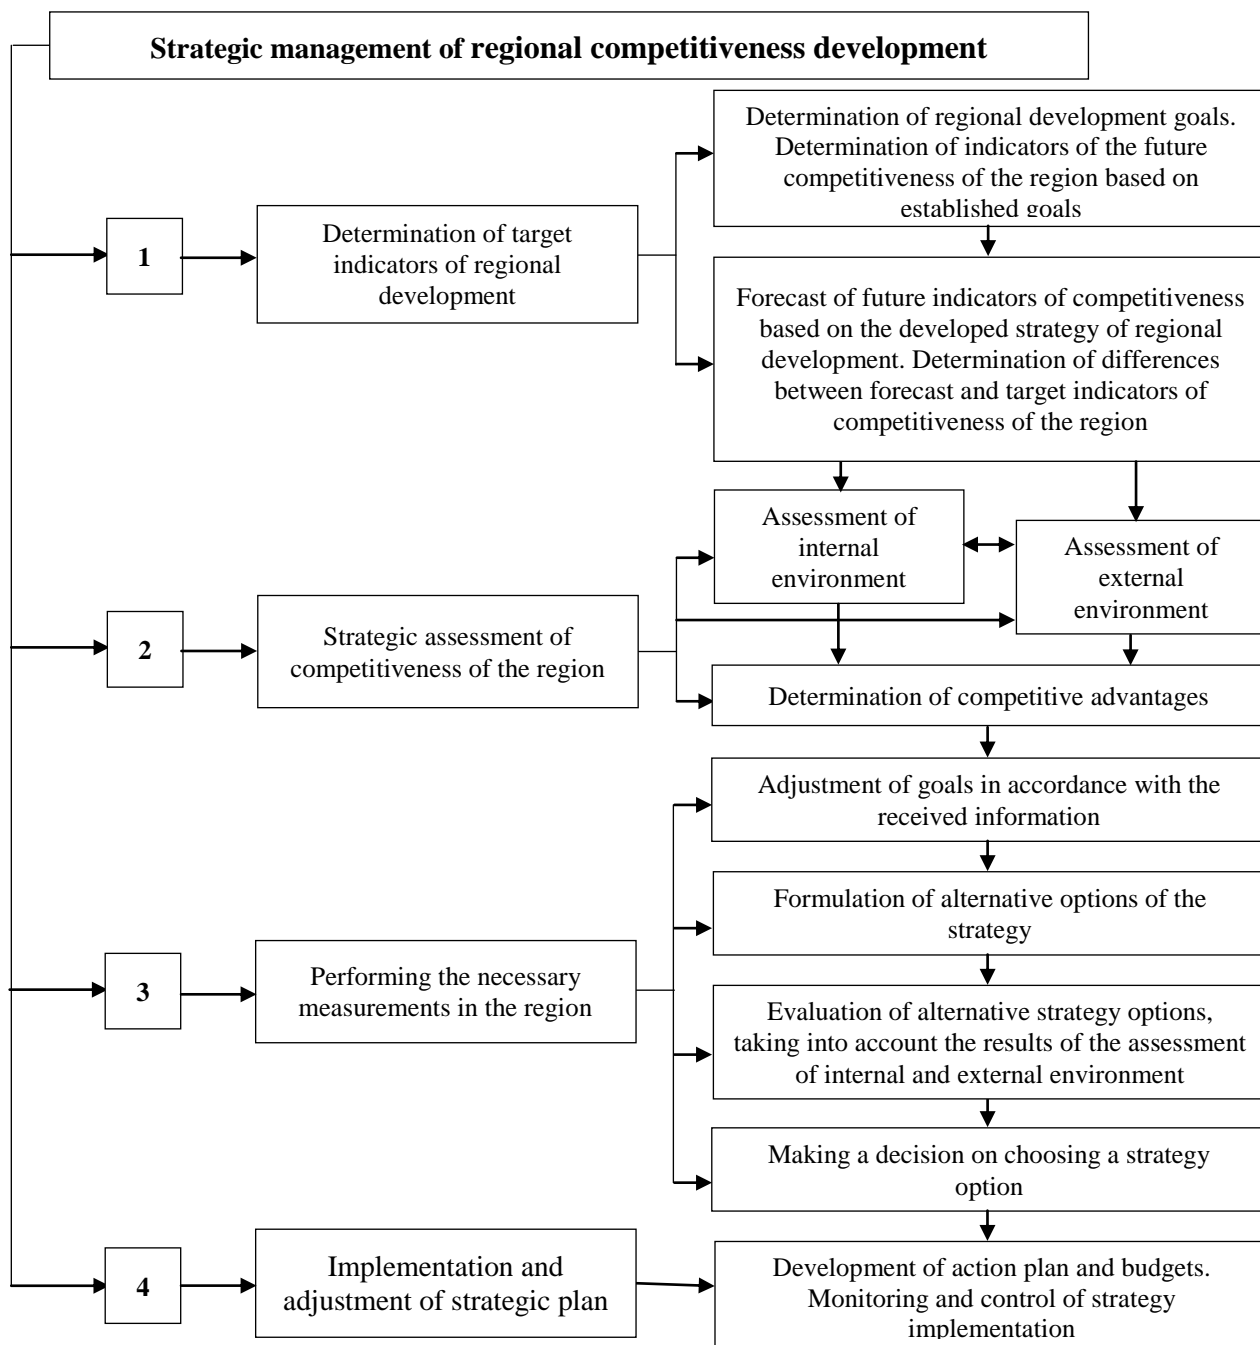 Strategic management of regional competitiveness development
Determination of regional development goals.
Determination of indicators of the future
competitiveness of the region based on
established goals
1
Determination of target
indicators of regional
development
Forecast of future indicators of competitiveness
based on the developed strategy of regional
development. Determination of differences
between forecast and target indicators of
competitiveness of the region
Assessment of
internal
environment
Assessment of
external
environment
2
Strategic assessment of
competitiveness of the region
Determination of competitive advantages
Adjustment of goals in accordance with the
received information
Formulation of alternative options of the
strategy
3
Performing the necessary
measurements in the region
Evaluation of alternative strategy options,
taking into account the results of the assessment
of internal and external environment
Making a decision on choosing a strategy
option
4
Implementation and
adjustment of strategic plan
Development of action plan and budgets.
Monitoring and control of strategy
implementation